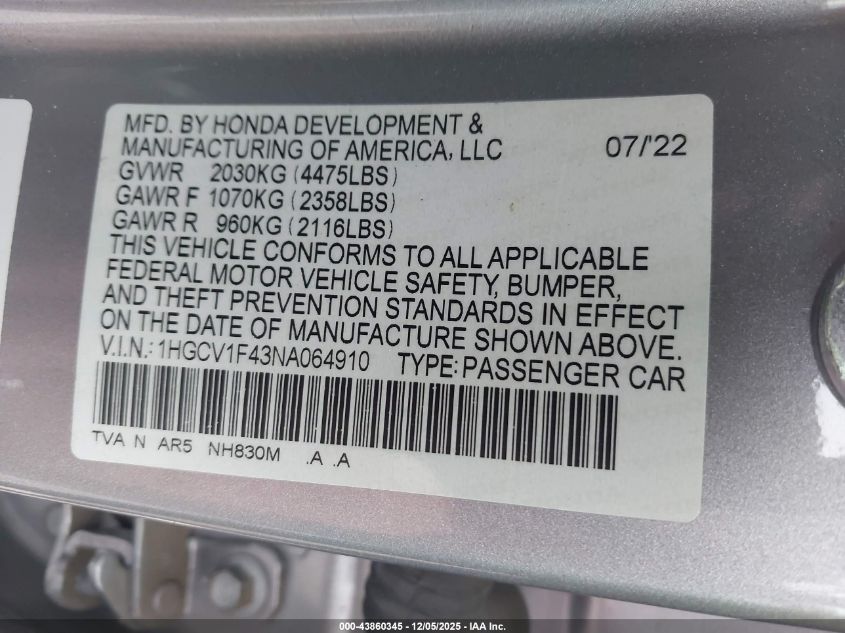 MFD. BY HONDA DEVELOPMENT &
MANUFACTURING OF AMERICA, LLC 07/'22
GVWR 2030KG (4475LBS)
GAWR F 1070KG (2358LBS)
GAWR R 960KG (2116LBS)
THIS VEHICLE CONFORMS TO ALL APPLICABLE
FEDERAL MOTOR VEHICLE SAFETY, BUMPER,
AND THEFT PREVENTION STANDARDS IN EFFECT
ON THE DATE OF MANUFACTURE SHOWN ABOVE.
V.I.N.: 1HGCV1F43NA064910 TYPE: PASSENGER CAR
TVA N AR5 NH830M .A .A
000-43860345 - 12/05/2025 - IAA Inc.